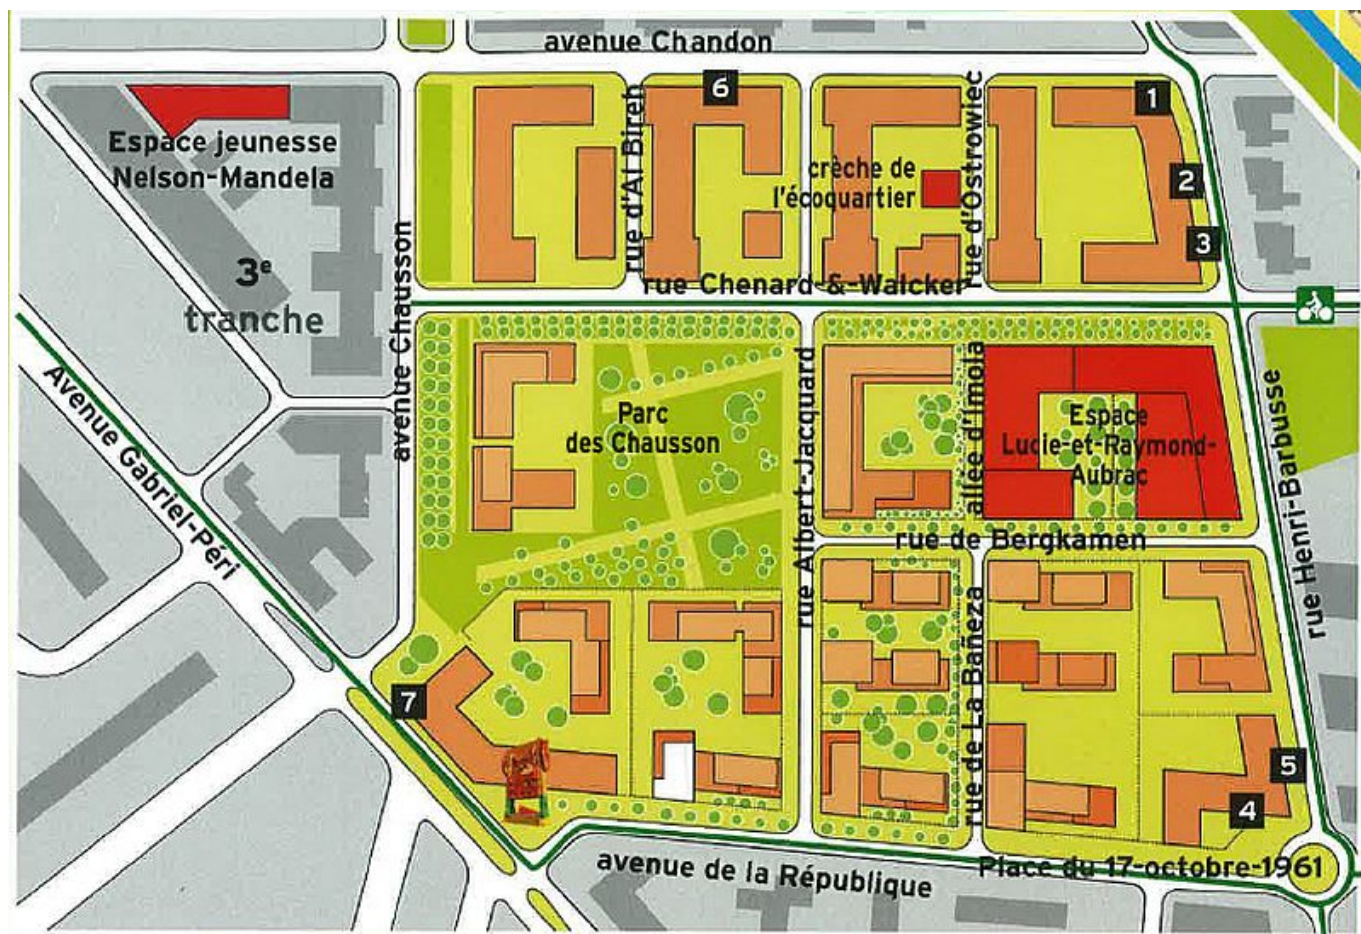 avenue Chandon
6
1
Espace jeunesse
Nelson-Mandela
rue d'Al Bireh
crèche de
l'écoquartier
rue d'Ostrowiec
2
3
3e
tranche
avenue Chausson
rue Chenard-&-Walcker
Avenue Gabriel-Péri
Parc
des Chausson
rue Albert-Jacquard
allée d'Imola
Espace
Lucie-et-Raymond-
Aubrac
rue Henri-Barbusse
rue de Bergkamen
rue de La Bañeza
7
5
4
avenue de la République
Place du 17-octobre-1961